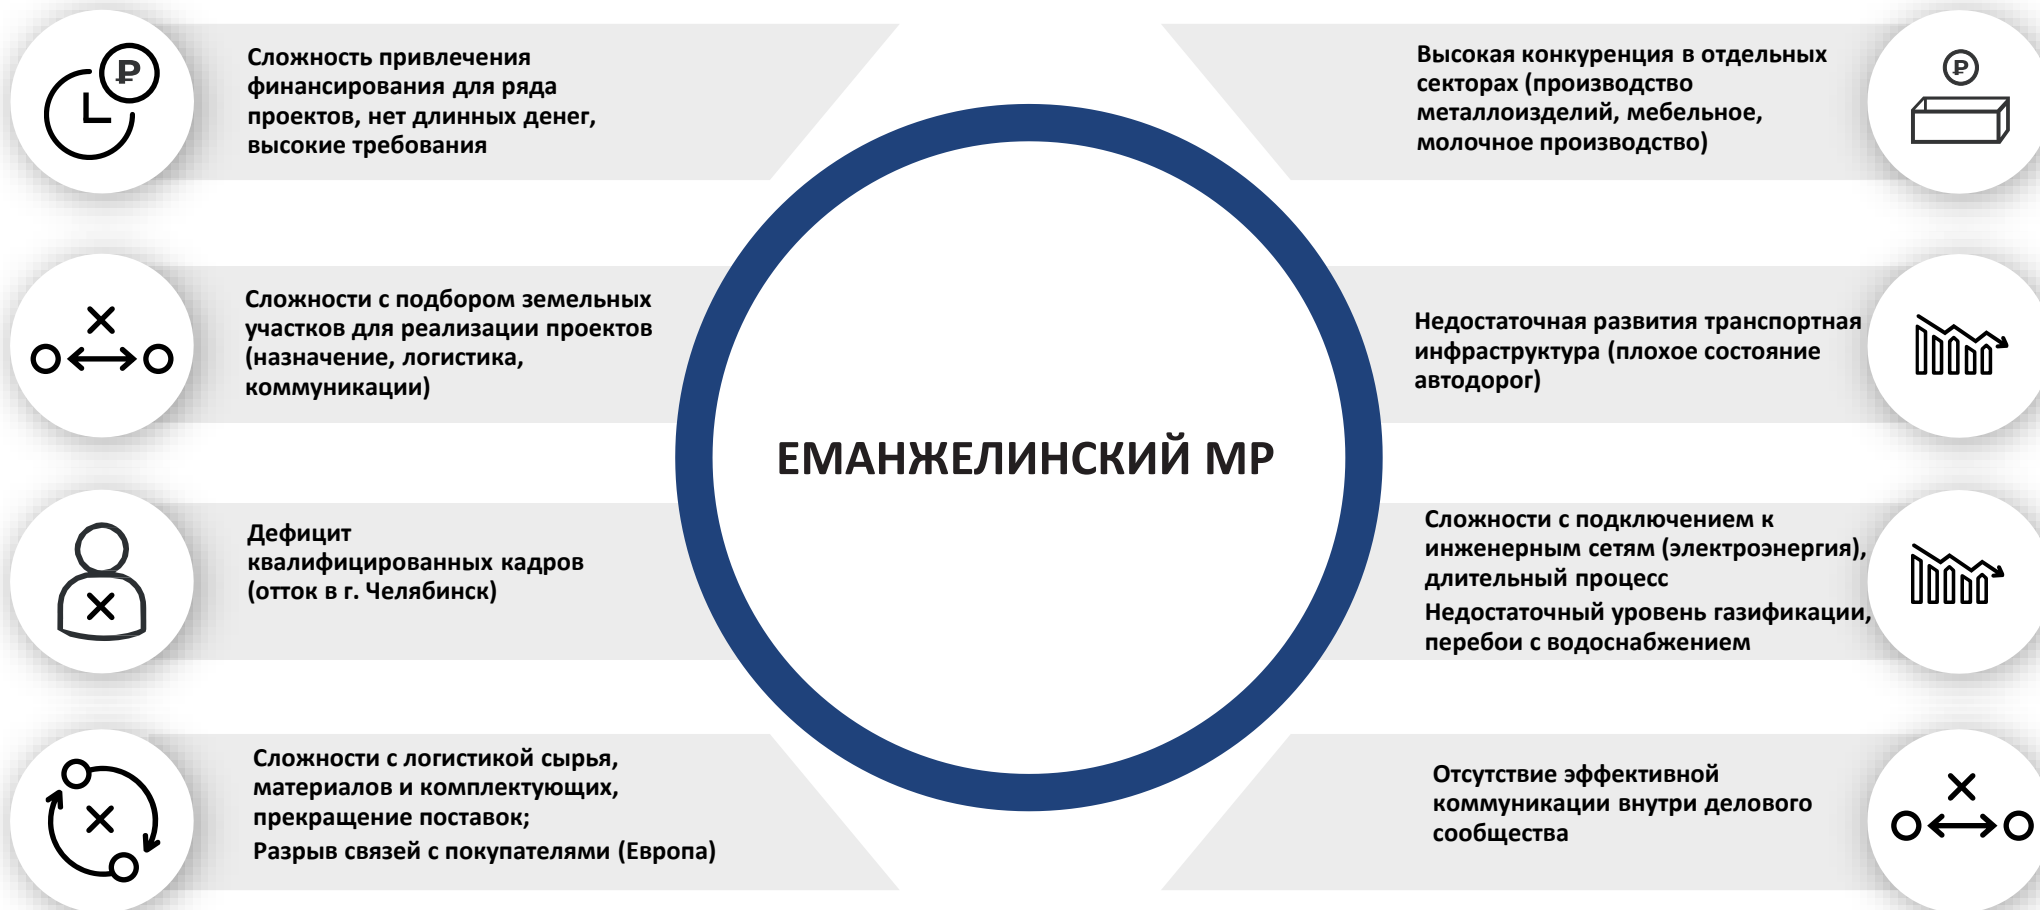 Сложность привлечения
финансирования для ряда
проектов, нет длинных денег,
высокие требования
Сложности с подбором земельных
участков для реализации проектов
(назначение, логистика,
коммуникации)
Дефицит
квалифицированных кадров
(отток в г. Челябинск)
Сложности с логистикой сырья,
материалов и комплектующих,
прекращение поставок;
Разрыв связей с покупателями (Европа)
ЕМАНЖЕЛИНСКИЙ МР
Высокая конкуренция в отдельных
секторах (производство
металлоизделий, мебельное,
молочное производство)
Недостаточная развития транспортная
инфраструктура (плохое состояние
автодорог)
Сложности с подключением к
инженерным сетям (электроэнергия),
длительный процесс
Недостаточный уровень газификации,
перебои с водоснабжением
Отсутствие эффективной
коммуникации внутри делового
сообщества